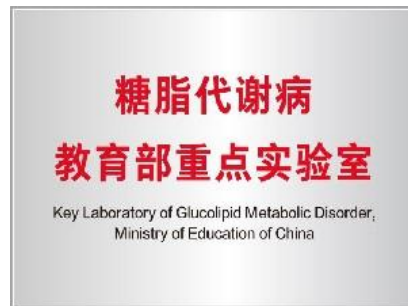 糖脂代谢病
教育部重点实验室
Key Laboratory of Glucolipid Metabolic Disorder,
Ministry of Education of China